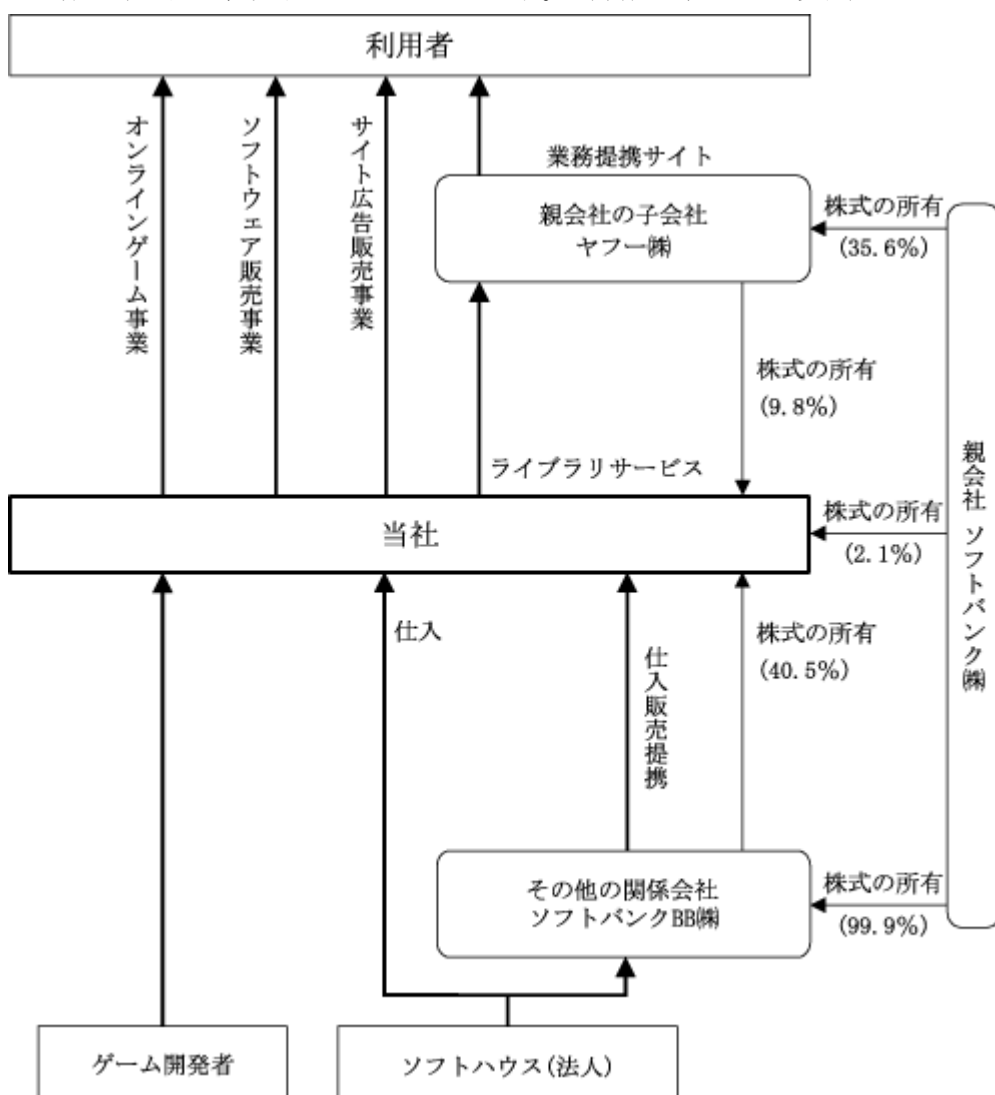 利用者
オンラインゲーム事業
ソフトウェア販売事業
サイト広告販売事業
業務提携サイト
親会社の子会社
ヤフー㈱
株式の所有
(35.6%)
株式の所有
(9.8%)
ライブラリサービス
当社
株式の所有
(2.1%)
親会社 ソフトバンク㈱
仕入
仕入販売提携
株式の所有
(40.5%)
その他の関係会社
ソフトバンクBB㈱
株式の所有
(99.9%)
ゲーム開発者
ソフトハウス(法人)